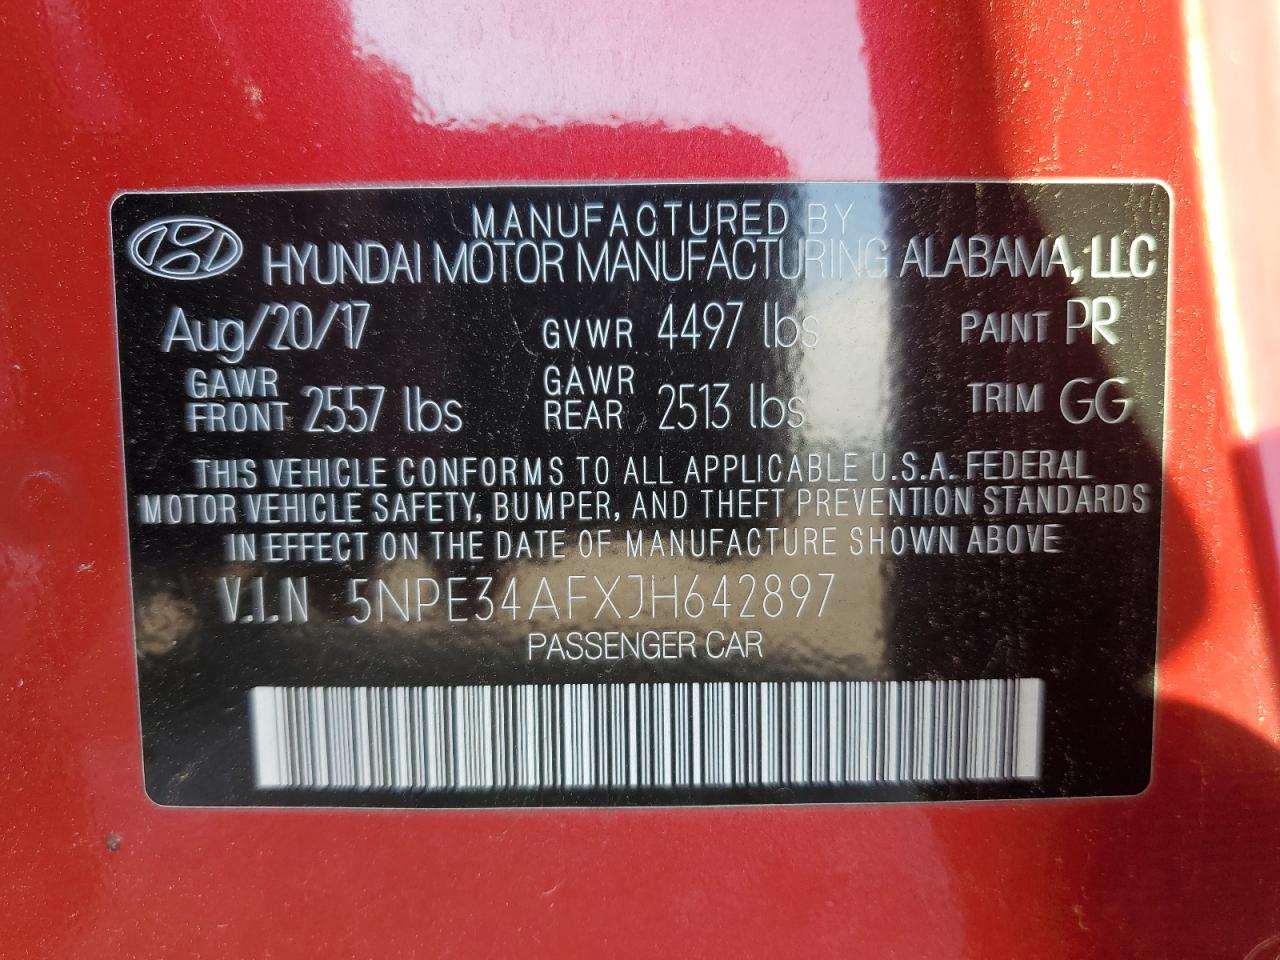 MANUFACTURED BY
HYUNDAI MOTOR MANUFACTURING ALABAMA, LLC
Aug/20/17 GVWR 4497 lbs PAINT PR
GAWR FRONT 2557 lbs GAWR REAR 2513 lbs TRIM GG
THIS VEHICLE CONFORMS TO ALL APPLICABLE U.S.A. FEDERAL
MOTOR VEHICLE SAFETY, BUMPER, AND THEFT PREVENTION STANDARDS
IN EFFECT ON THE DATE OF MANUFACTURE SHOWN ABOVE
V.I.N 5NPE34AFXJH642897
PASSENGER CAR